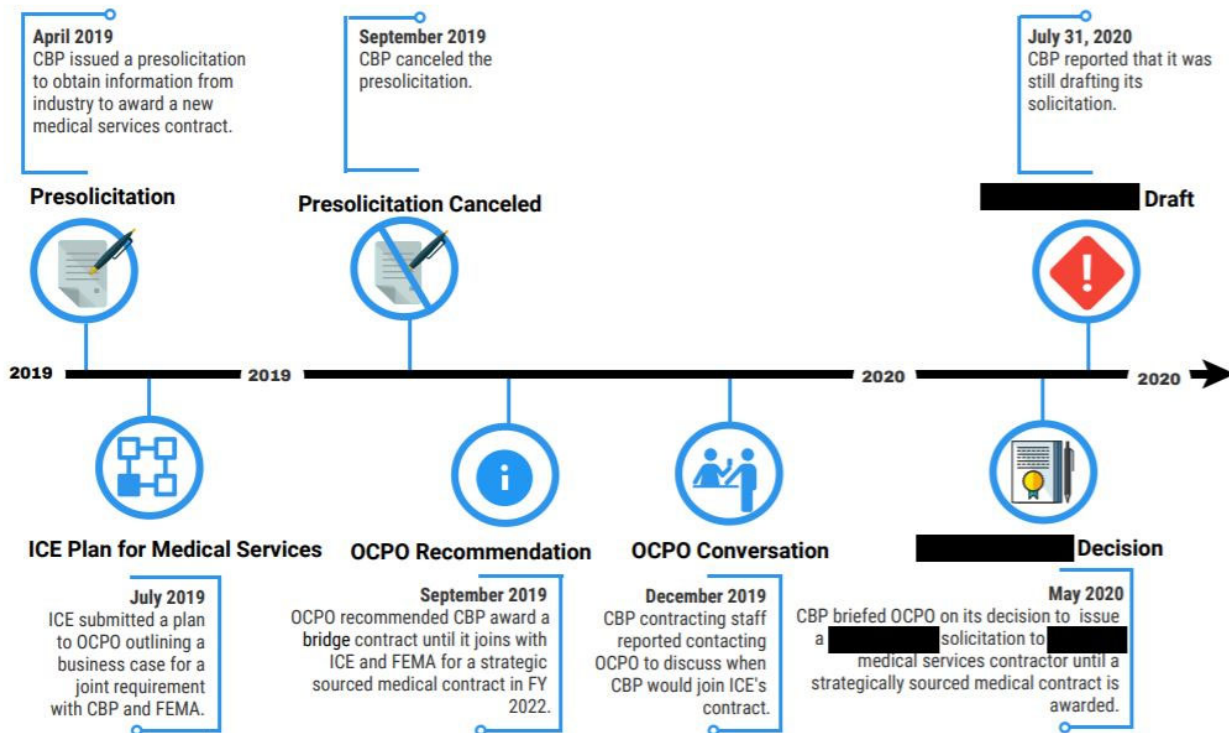 April 2019
CBP issued a presolicitation
to obtain information from
industry to award a new
medical services contract.
Presolicitation
September 2019
CBP canceled the
presolicitation.
Presolicitation Canceled
July 31, 2020
CBP reported that it was
still drafting its
solicitation.
Draft
2019
2019
2020
2020
ICE Plan for Medical Services
July 2019
ICE submitted a plan
to OCPO outlining a
business case for a
joint requirement
with CBP and FEMA.
OCPO Recommendation
September 2019
OCPO recommended CBP award a
bridge contract until it joins with
ICE and FEMA for a strategic
sourced medical contract in FY
2022.
OCPO Conversation
December 2019
CBP contracting staff
reported contacting
OCPO to discuss when
CBP would join ICE's
contract.
Decision
May 2020
CBP briefed OCPO on its decision to issue
a solicitation to
medical services contractor until a
strategically sourced medical contract is
awarded.